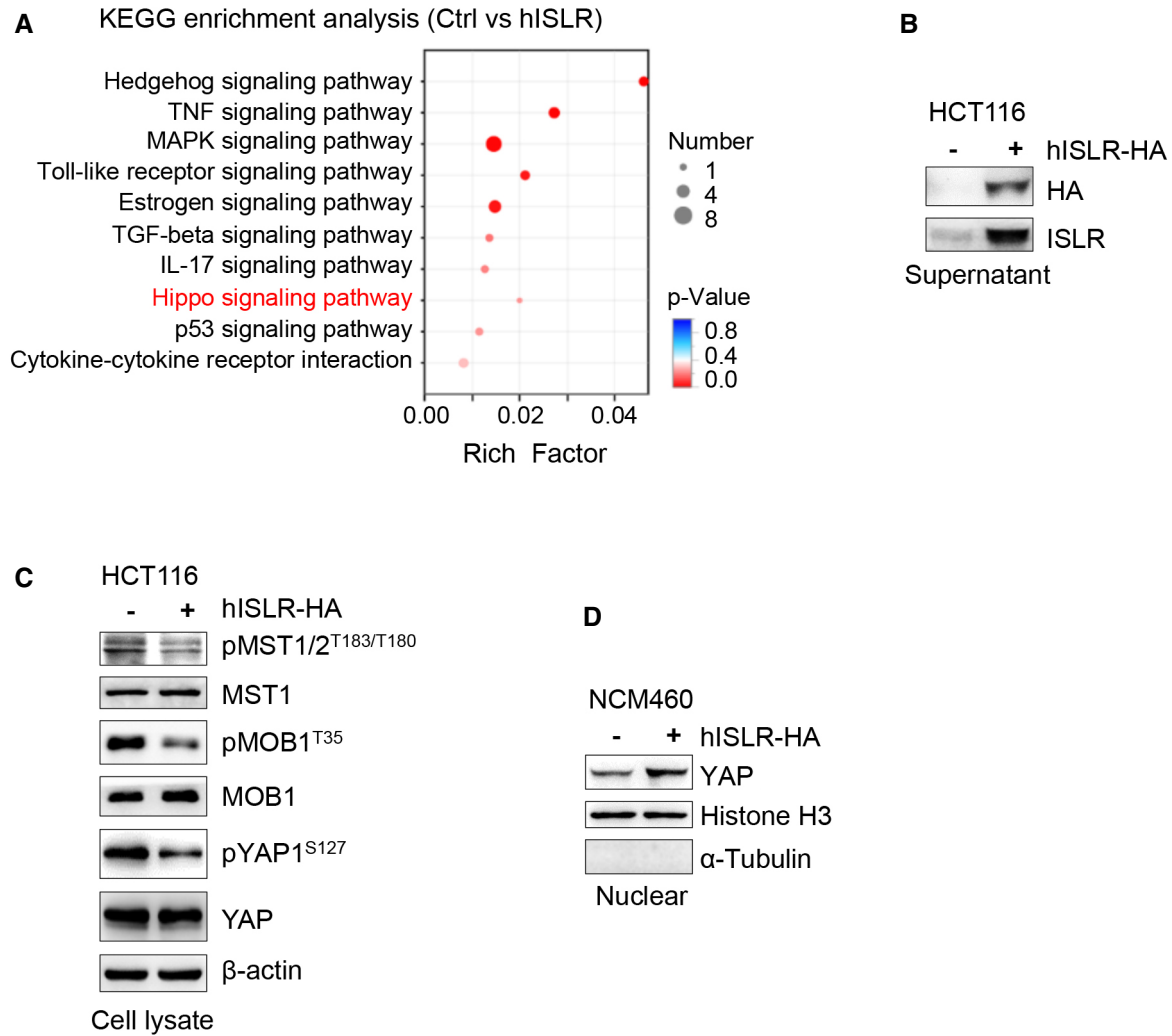 A
KEGG enrichment analysis (Ctrl vs hISLR)
Hedgehog signaling pathway
TNF signaling pathway
MAPK signaling pathway
Toll-like receptor signaling pathway
Estrogen signaling pathway
TGF-beta signaling pathway
IL-17 signaling pathway
Hippo signaling pathway
p53 signaling pathway
Cytokine-cytokine receptor interaction
0.00 0.02 0.04
Rich Factor
Number
1
4
8
p-Value
0.8
0.4
0.0
B
HCT116
- + hISLR-HA
HA
ISLR
Supernatant
C
HCT116
- + hISLR-HA
pMST1/2T183/T180
MST1
pMOB1T35
MOB1
pYAP1S127
YAP
β-actin
Cell lysate
D
NCM460
- + hISLR-HA
YAP
Histone H3
α-Tubulin
Nuclear